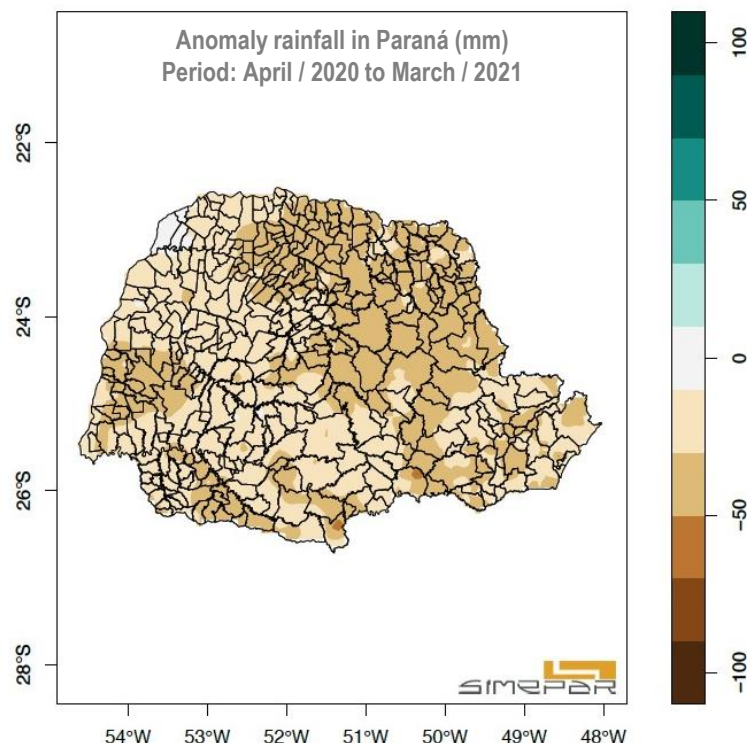 Anomaly rainfall in Paraná (mm)
Period: April / 2020 to March / 2021
22°S
24°S
26°S
28°S
54°W 53°W 52°W 51°W 50°W 49°W 48°W
100
50
0
−50
−100
SIMEPAR